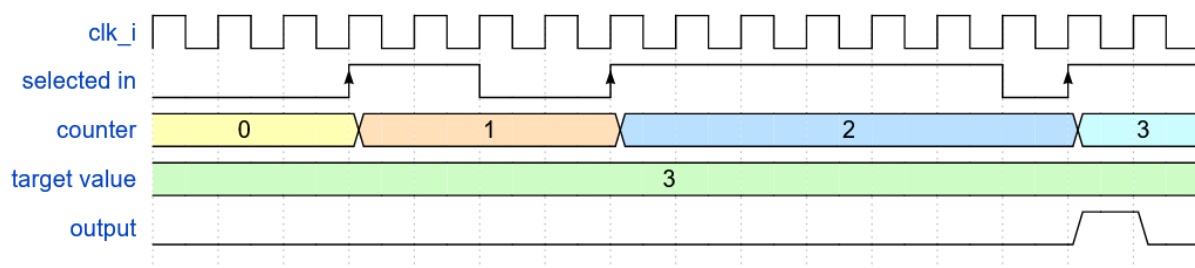 clk_i
selected in
counter 0 1 2 3
target value 3
output